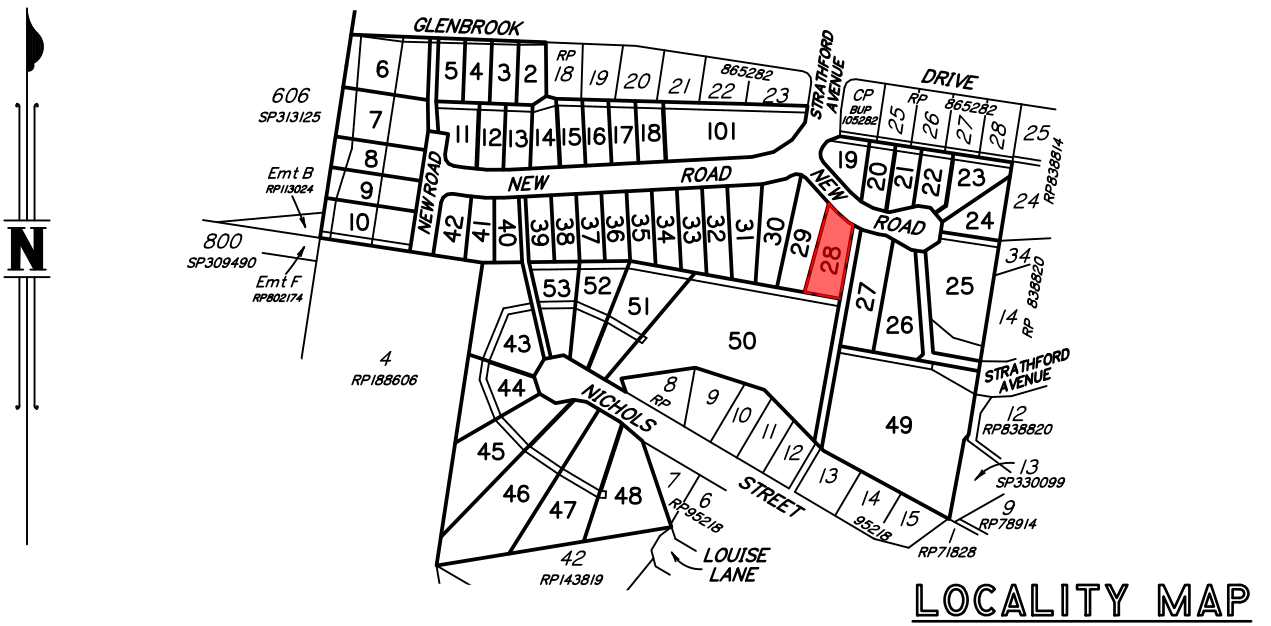 GLENBROOK
STRATHFORD
AVENUE
DRIVE
606
SP313125
6
5 4 3 2
RP
18 19 20 21 22 23
865282
CP
BUP
105282
RP 865282
25 26 27 28
25
RP838814
24
7
8
9
10
11 12 13 14 15 16 17 18
101
19 20 21 22 23
24
Emt B
RP113024
NEW ROAD
NEW ROAD
NEW ROAD
800
SP309490
Emt F
RP802174
42 41 40 39 38 37 36 35 34 33 32 31 30 29 28
27
26
25
34
RP 838820
14
53 52 51
50
43
44
4
RP188606
NICHOLS STREET
8
RP
9 10 11 12 13 14 15
95218
49
STRATHFORD
AVENUE
12
RP838820
13
SP330099
9
RP78914
1
RP71828
45
46
47
48
7
6
RP95218
42
RP143819
LOUISE
LANE
N
LOCALITY MAP